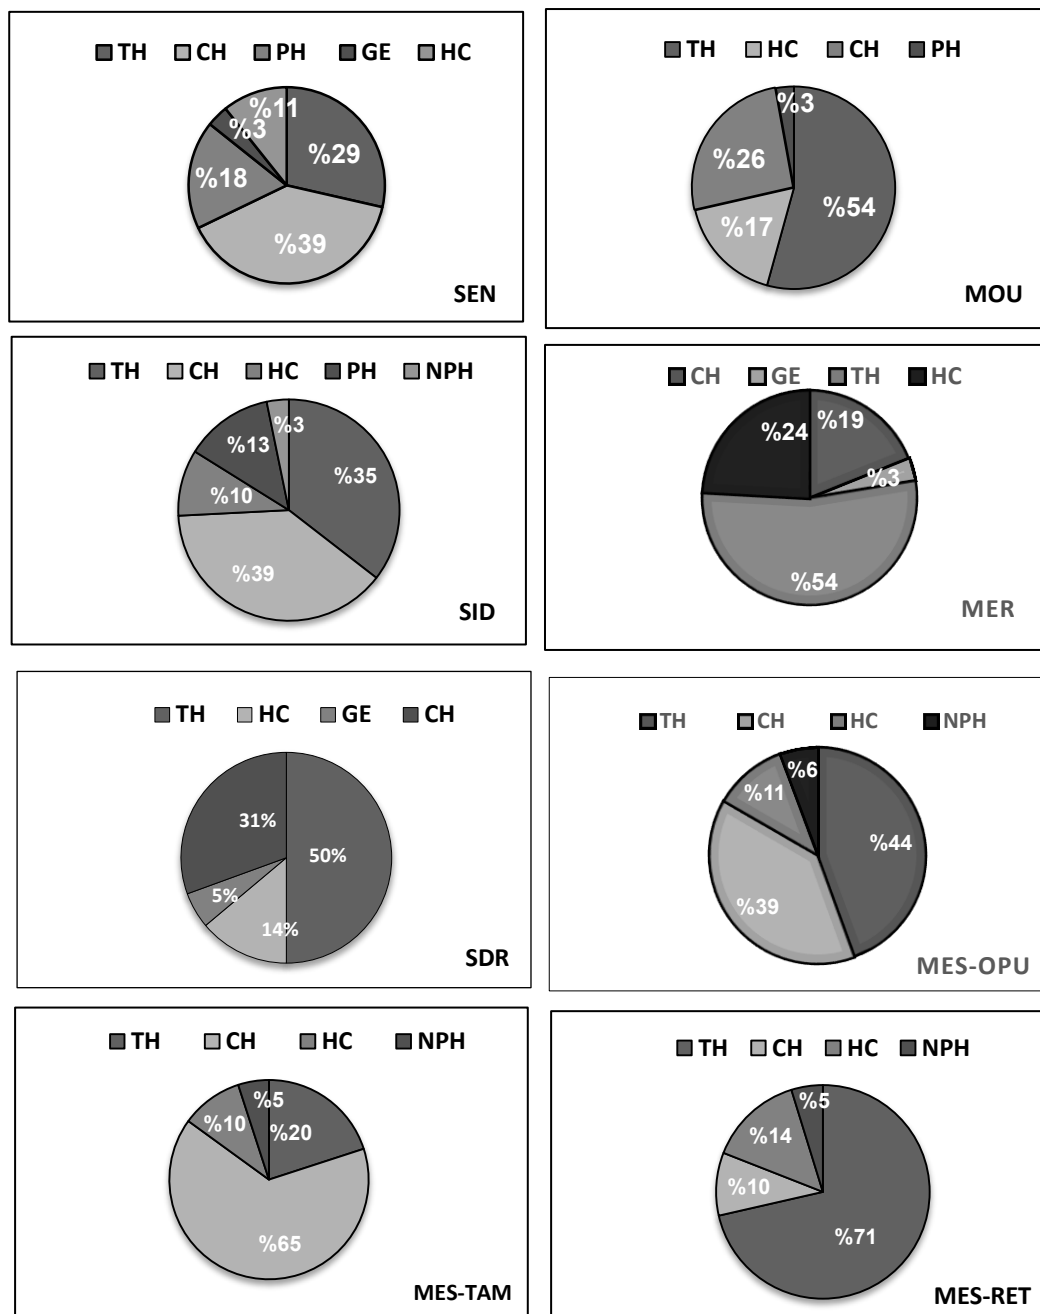 TH CH PH GE HC
%11
%3
%29
%18
%39
SEN
TH HC CH PH
%3
%26
%54
%17
MOU
TH CH HC PH NPH
%3
%13
%35
%10
%39
SID
CH GE TH HC
%19
%24
%3
%54
MER
TH HC GE CH
31%
50%
5%
14%
SDR
TH CH HC NPH
%6
%11
%44
%39
MES-OPU
TH CH HC NPH
%5
%10
%20
%65
MES-TAM
TH CH HC NPH
%5
%14
%10
%71
MES-RET